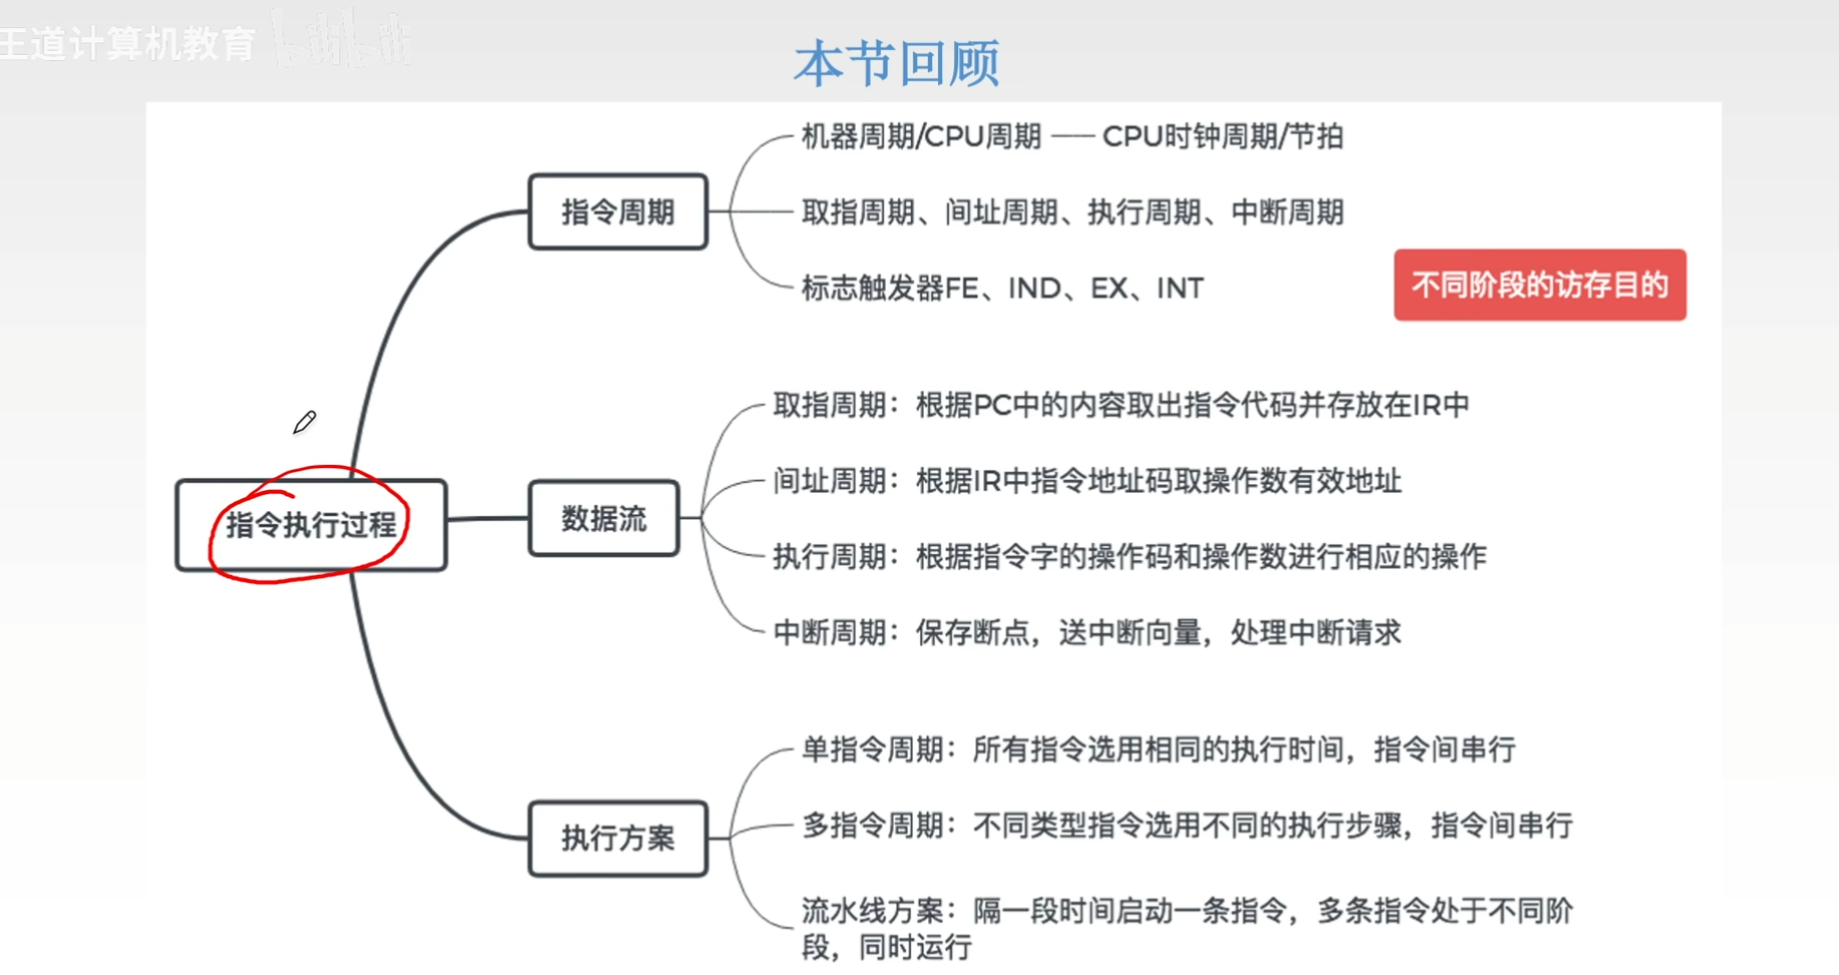 王道计算机教育 bilibili
本节回顾
机器周期/CPU周期 —— CPU时钟周期/节拍
指令周期
取指周期、间址周期、执行周期、中断周期
标志触发器FE、IND、EX、INT
不同阶段的访存目的
取指周期：根据PC中的内容取出指令代码并存放在IR中
间址周期：根据IR中指令地址码取操作数有效地址
指令执行过程
数据流
执行周期：根据指令字的操作码和操作数进行相应的操作
中断周期：保存断点，送中断向量，处理中断请求
单指令周期：所有指令选用相同的执行时间，指令间串行
执行方案
多指令周期：不同类型指令选用不同的执行步骤，指令间串行
流水线方案：隔一段时间启动一条指令，多条指令处于不同阶
段，同时运行